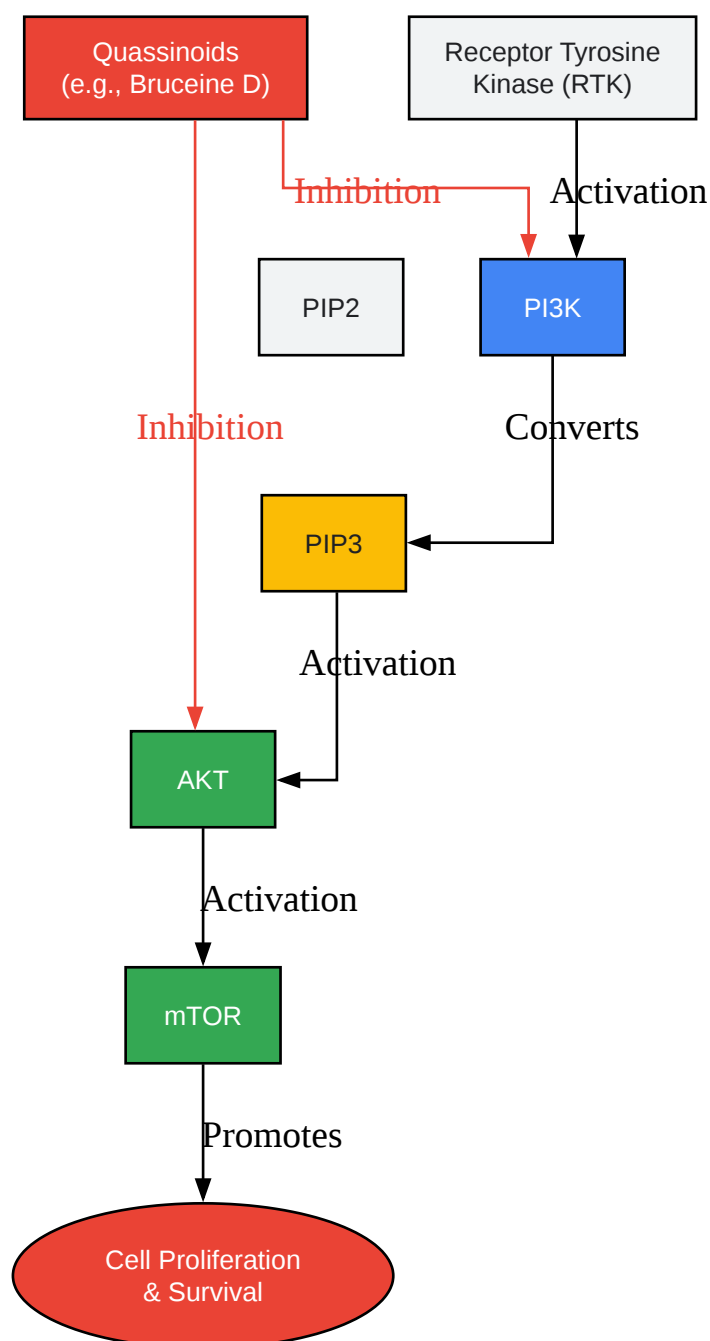 Quassinoids
(e.g., Bruceine D)
Receptor Tyrosine
Kinase (RTK)
Inhibition
Activation
PIP2
PI3K
Inhibition
Converts
PIP3
Activation
AKT
Activation
mTOR
Promotes
Cell Proliferation
& Survival